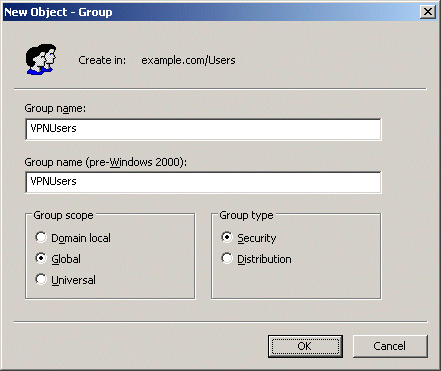 New Object - Group
Create in: example.com/Users
Group name:
VPNUsers
Group name (pre-Windows 2000):
VPNUsers
Group scope
Domain local
Global
Universal
Group type
Security
Distribution
OK
Cancel